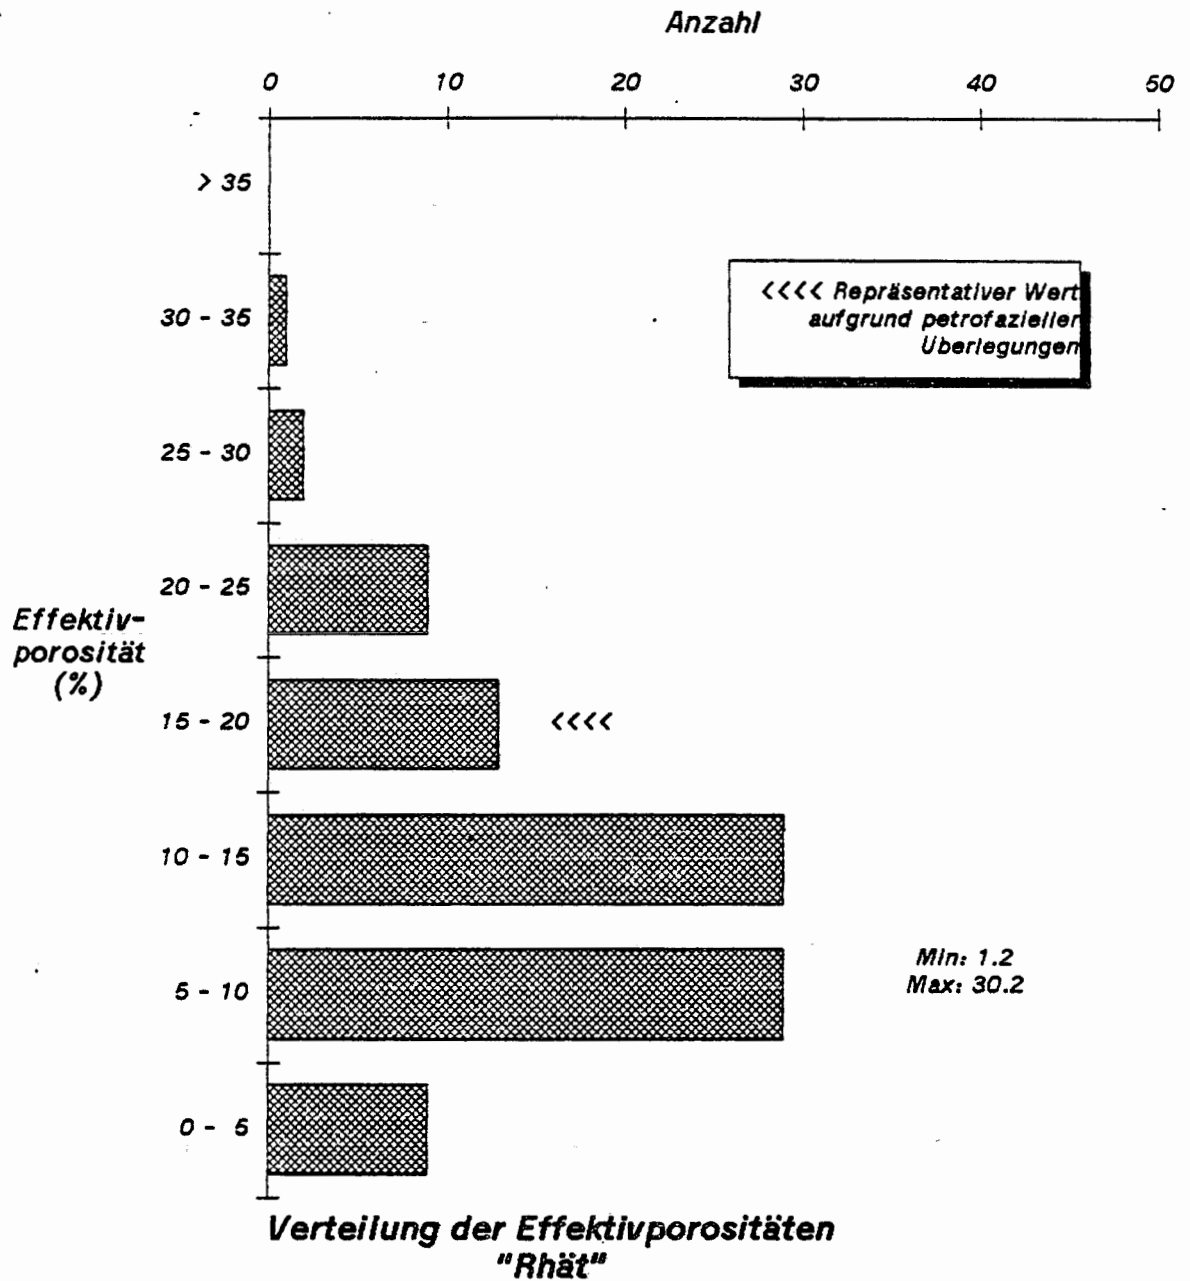 Anzahl
0 10 20 30 40 50
> 35
30 - 35
<<<< Repräsentativer Wert
aufgrund petrofazieller
Überlegungen
25 - 30
20 - 25
Effektiv-
porosität
(%)
15 - 20 <<<<
10 - 15
5 - 10
Min: 1.2
Max: 30.2
0 - 5
Verteilung der Effektivporositäten
"Rhät"